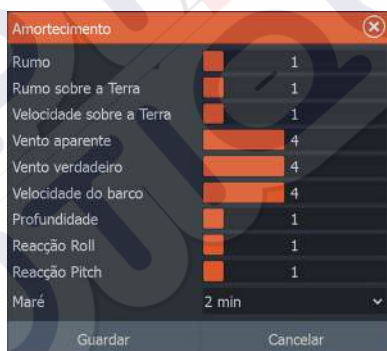 Amortecimento
Rumo 1
Rumo sobre a Terra 1
Velocidade sobre a Terra 1
Vento aparente 4
Vento verdadeiro 4
Velocidade do barco 4
Profundidade 1
Reacção Roll 1
Reacção Pitch 1
Maré 2 min
Guardar Cancelar